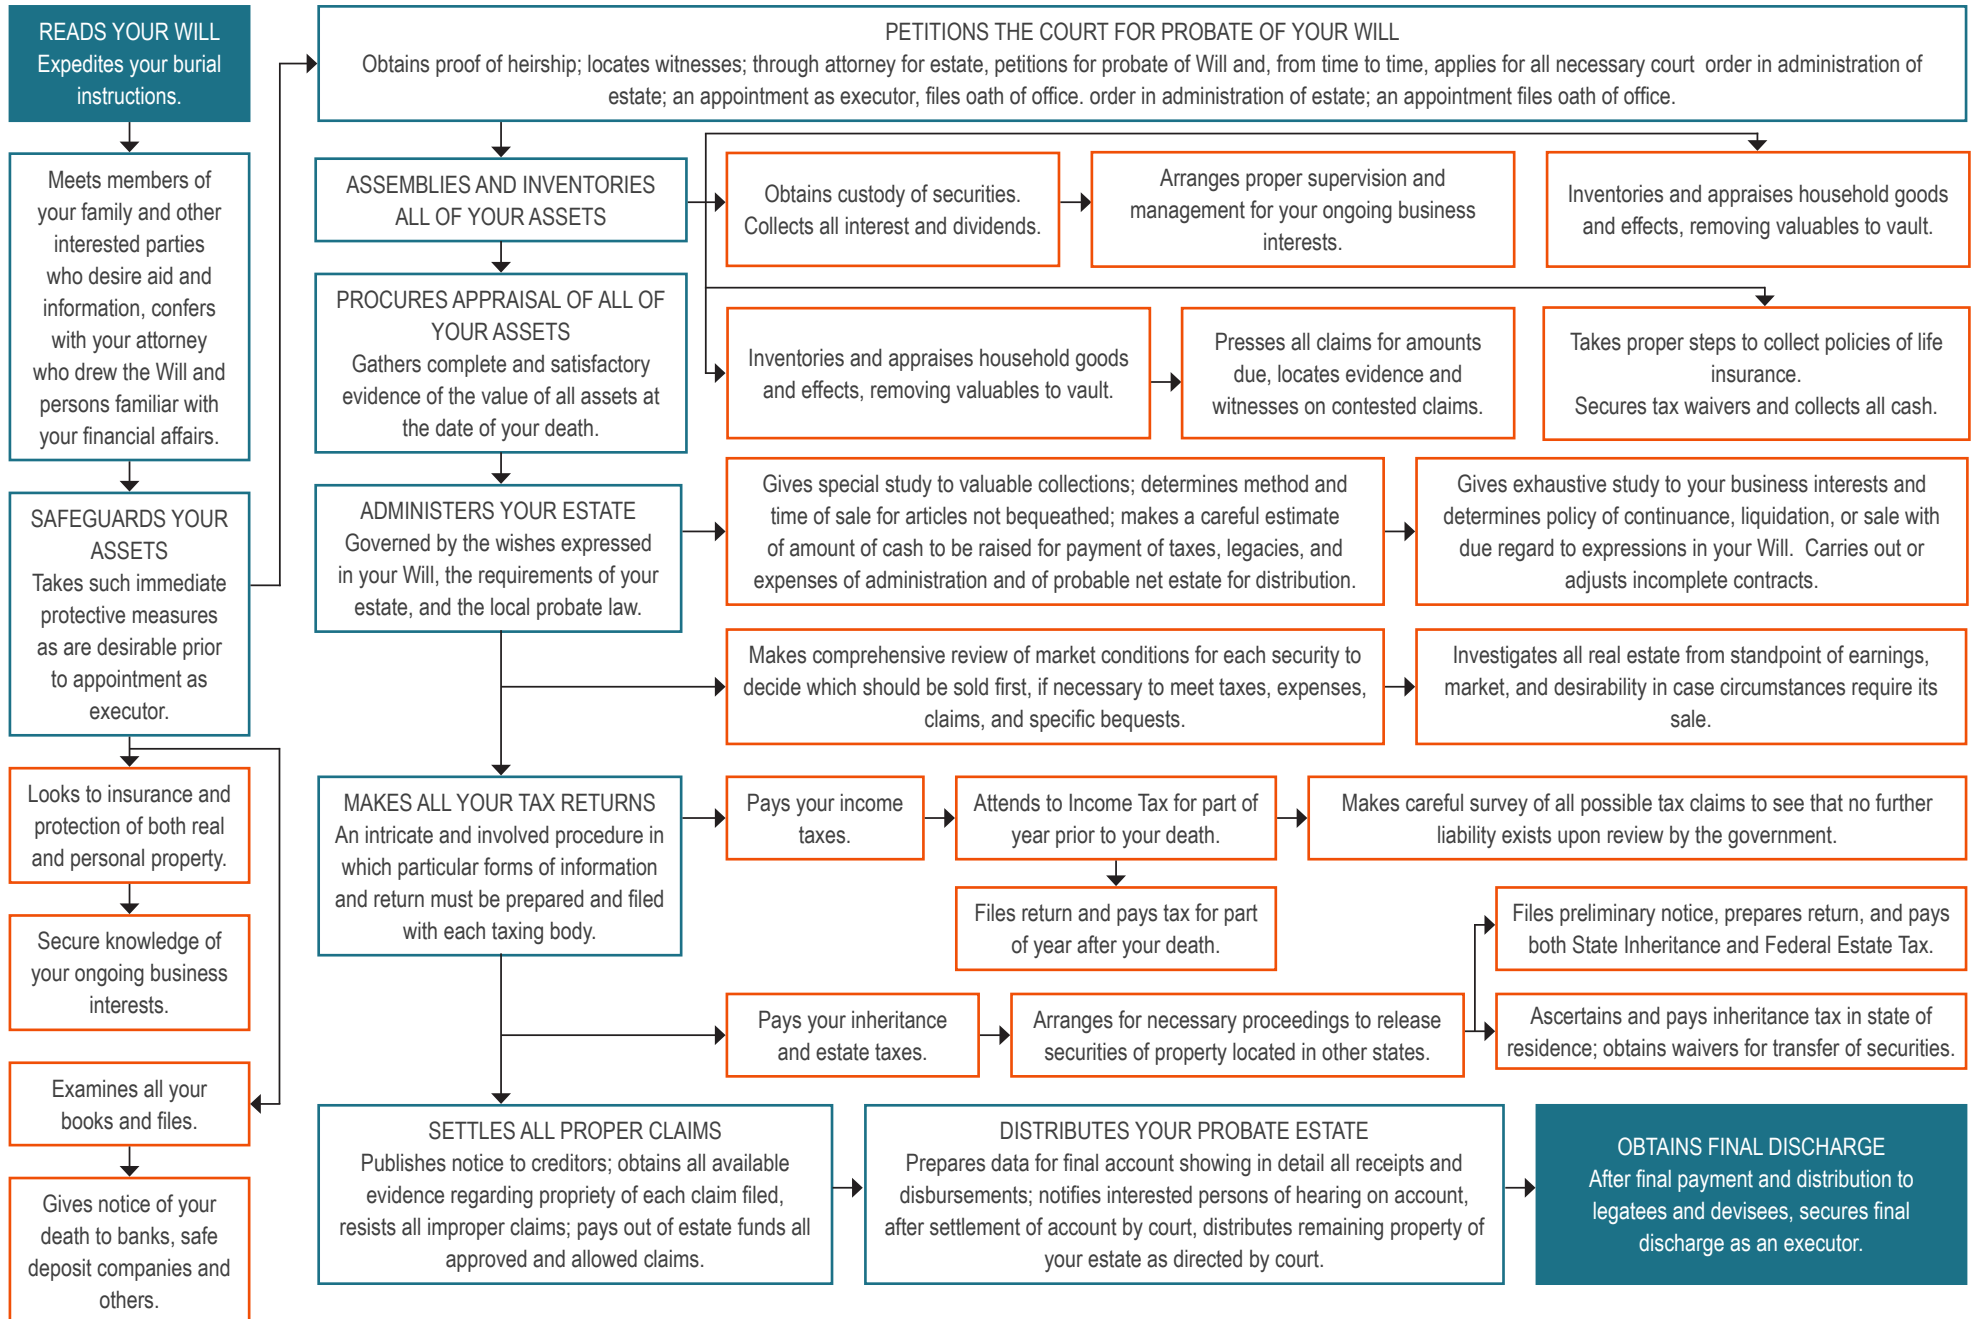 READS YOUR WILL
Expedites your burial
instructions.
Meets members of
your family and other
interested parties
who desire aid and
information, confers
with your attorney
who drew the Will and
persons familiar with
your financial affairs.
SAFEGUARDS YOUR
ASSETS
Takes such immediate
protective measures
as are desirable prior
to appointment as
executor.
Looks to insurance and
protection of both real
and personal property.
Secure knowledge of
your ongoing business
interests.
Examines all your
books and files.
Gives notice of your
death to banks, safe
deposit companies and
others.
PETITIONS THE COURT FOR PROBATE OF YOUR WILL
Obtains proof of heirship; locates witnesses; through attorney for estate, petitions for probate of Will and, from time to time, applies for all necessary court order in administration of
estate; an appointment as executor, files oath of office. order in administration of estate; an appointment files oath of office.
ASSEMBLIES AND INVENTORIES
ALL OF YOUR ASSETS
Obtains custody of securities.
Collects all interest and dividends.
Arranges proper supervision and
management for your ongoing business
interests.
Inventories and appraises household goods
and effects, removing valuables to vault.
PROCURES APPRAISAL OF ALL OF
YOUR ASSETS
Gathers complete and satisfactory
evidence of the value of all assets at
the date of your death.
Inventories and appraises household goods
and effects, removing valuables to vault.
Presses all claims for amounts
due, locates evidence and
witnesses on contested claims.
Takes proper steps to collect policies of life
insurance.
Secures tax waivers and collects all cash.
ADMINISTERS YOUR ESTATE
Governed by the wishes expressed
in your Will, the requirements of your
estate, and the local probate law.
Gives special study to valuable collections; determines method and
time of sale for articles not bequeathed; makes a careful estimate
of amount of cash to be raised for payment of taxes, legacies, and
expenses of administration and of probable net estate for distribution.
Gives exhaustive study to your business interests and
determines policy of continuance, liquidation, or sale with
due regard to expressions in your Will. Carries out or
adjusts incomplete contracts.
Makes comprehensive review of market conditions for each security to
decide which should be sold first, if necessary to meet taxes, expenses,
claims, and specific bequests.
Investigates all real estate from standpoint of earnings,
market, and desirability in case circumstances require its
sale.
MAKES ALL YOUR TAX RETURNS
An intricate and involved procedure in
which particular forms of information
and return must be prepared and filed
with each taxing body.
Pays your income
taxes.
Attends to Income Tax for part of
year prior to your death.
Makes careful survey of all possible tax claims to see that no further
liability exists upon review by the government.
Files return and pays tax for part
of year after your death.
Files preliminary notice, prepares return, and pays
both State Inheritance and Federal Estate Tax.
Pays your inheritance
and estate taxes.
Arranges for necessary proceedings to release
securities of property located in other states.
Ascertains and pays inheritance tax in state of
residence; obtains waivers for transfer of securities.
SETTLES ALL PROPER CLAIMS
Publishes notice to creditors; obtains all available
evidence regarding propriety of each claim filed,
resists all improper claims; pays out of estate funds all
approved and allowed claims.
DISTRIBUTES YOUR PROBATE ESTATE
Prepares data for final account showing in detail all receipts and
disbursements; notifies interested persons of hearing on account,
after settlement of account by court, distributes remaining property of
your estate as directed by court.
OBTAINS FINAL DISCHARGE
After final payment and distribution to
legatees and devisees, secures final
discharge as an executor.